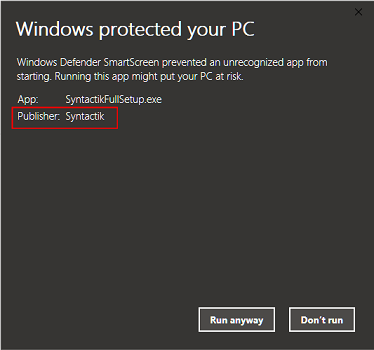 Windows protected your PC
Windows Defender SmartScreen prevented an unrecognized app from
starting. Running this app might put your PC at risk.
App: SyntactikFullSetup.exe
Publisher: Syntactik
Run anyway Don't run